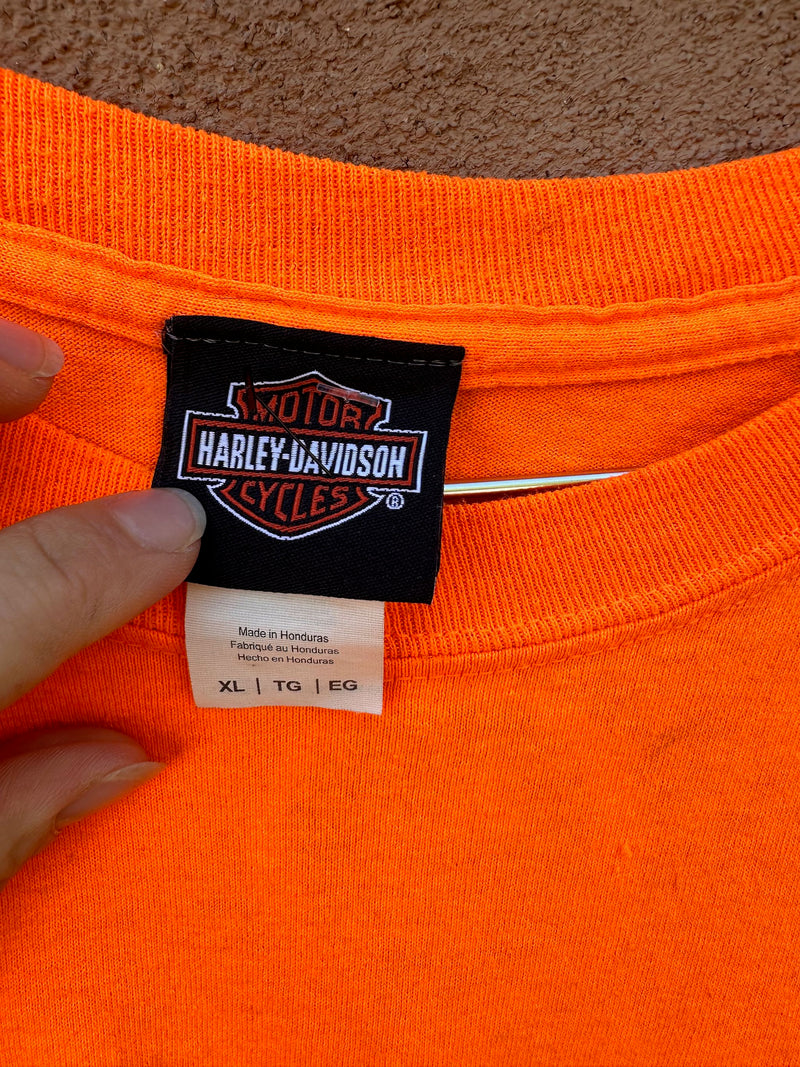 MOTOR
HARLEY-DAVIDSON
CYCLES
®
Made in Honduras
Fabriqué au Honduras
Hecho en Honduras
XL | TG | EG